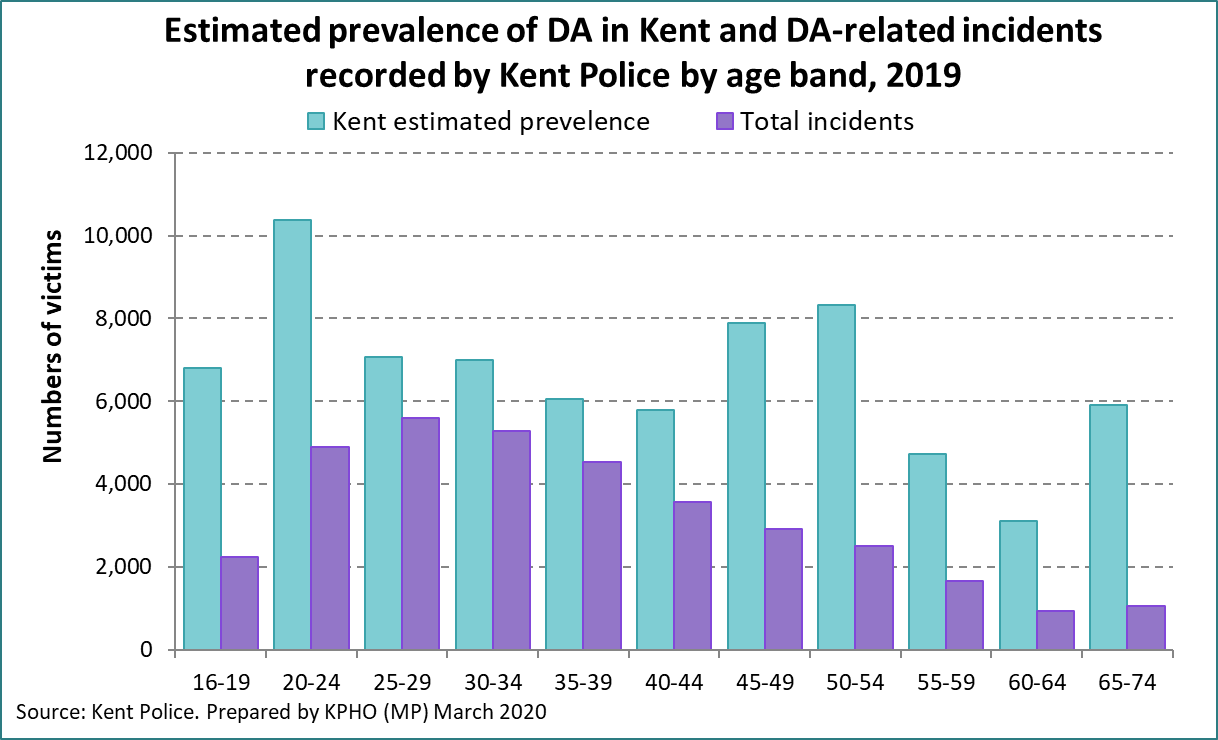 Estimated prevalence of DA in Kent and DA-related incidents
recorded by Kent Police by age band, 2019
Kent estimated prevelence
Total incidents
Numbers of victims
12,000
10,000
8,000
6,000
4,000
2,000
0
16-19 20-24 25-29 30-34 35-39 40-44 45-49 50-54 55-59 60-64 65-74
Source: Kent Police. Prepared by KPHO (MP) March 2020